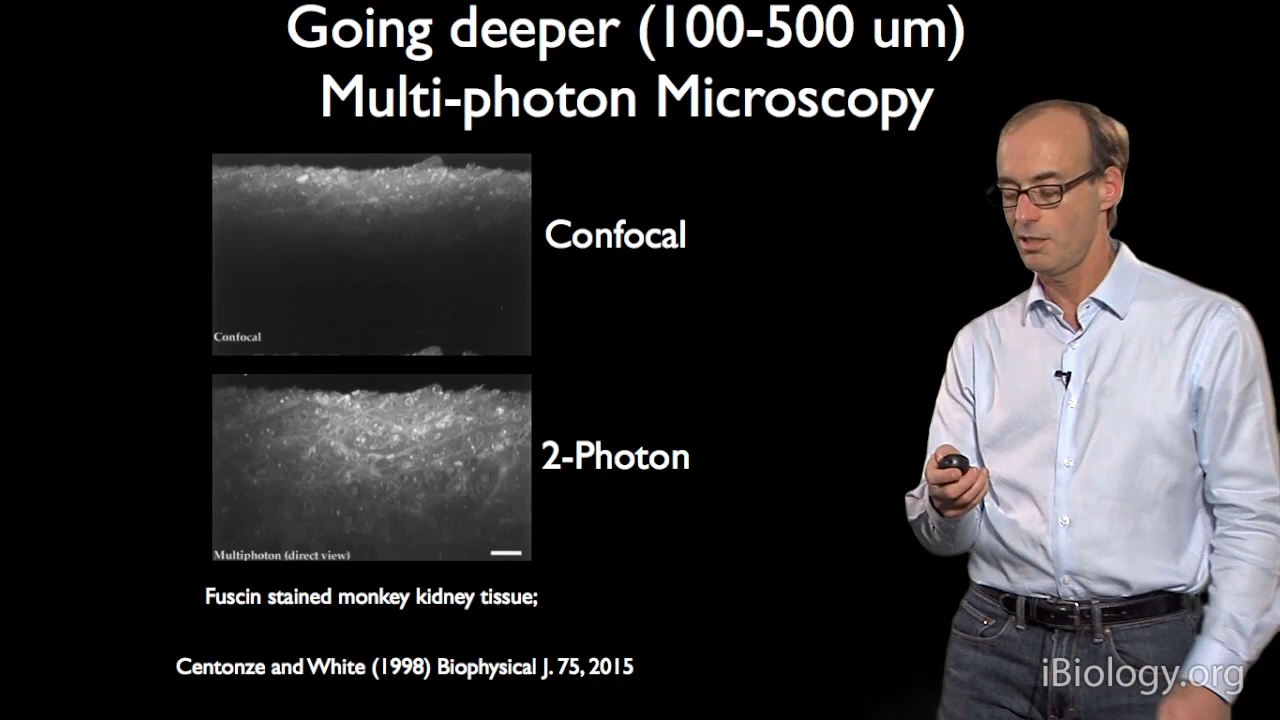 Going deeper (100-500 um)
Multi-photon Microscopy
Confocal
Confocal
2-Photon
Multiphoton (direct view)
Fuscin stained monkey kidney tissue;
Centonze and White (1998) Biophysical J. 75, 2015
iBiology.org